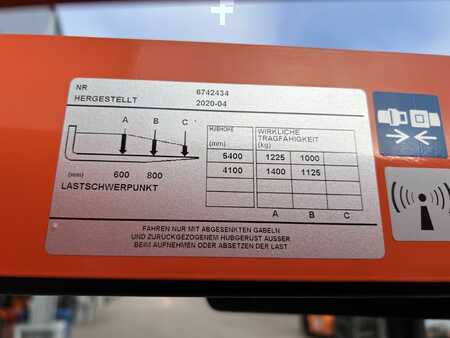 NR 6742434
HERGESTELLT 2020-04
A B C
(mm) 600 800
LASTSCHWERPUNKT
HUBHÖHE
(mm)
WIRKLICHE
TRAGFÄHIGKEIT
(kg)
5400 1225 1000
4100 1400 1125
A B C
FAHREN NUR MIT ABGESENKTEN GABELN
UND ZURÜCKGEZOGENEM HUBGERÜST AUSSER
BEIM AUFNEHMEN ODER ABSETZEN DER LAST